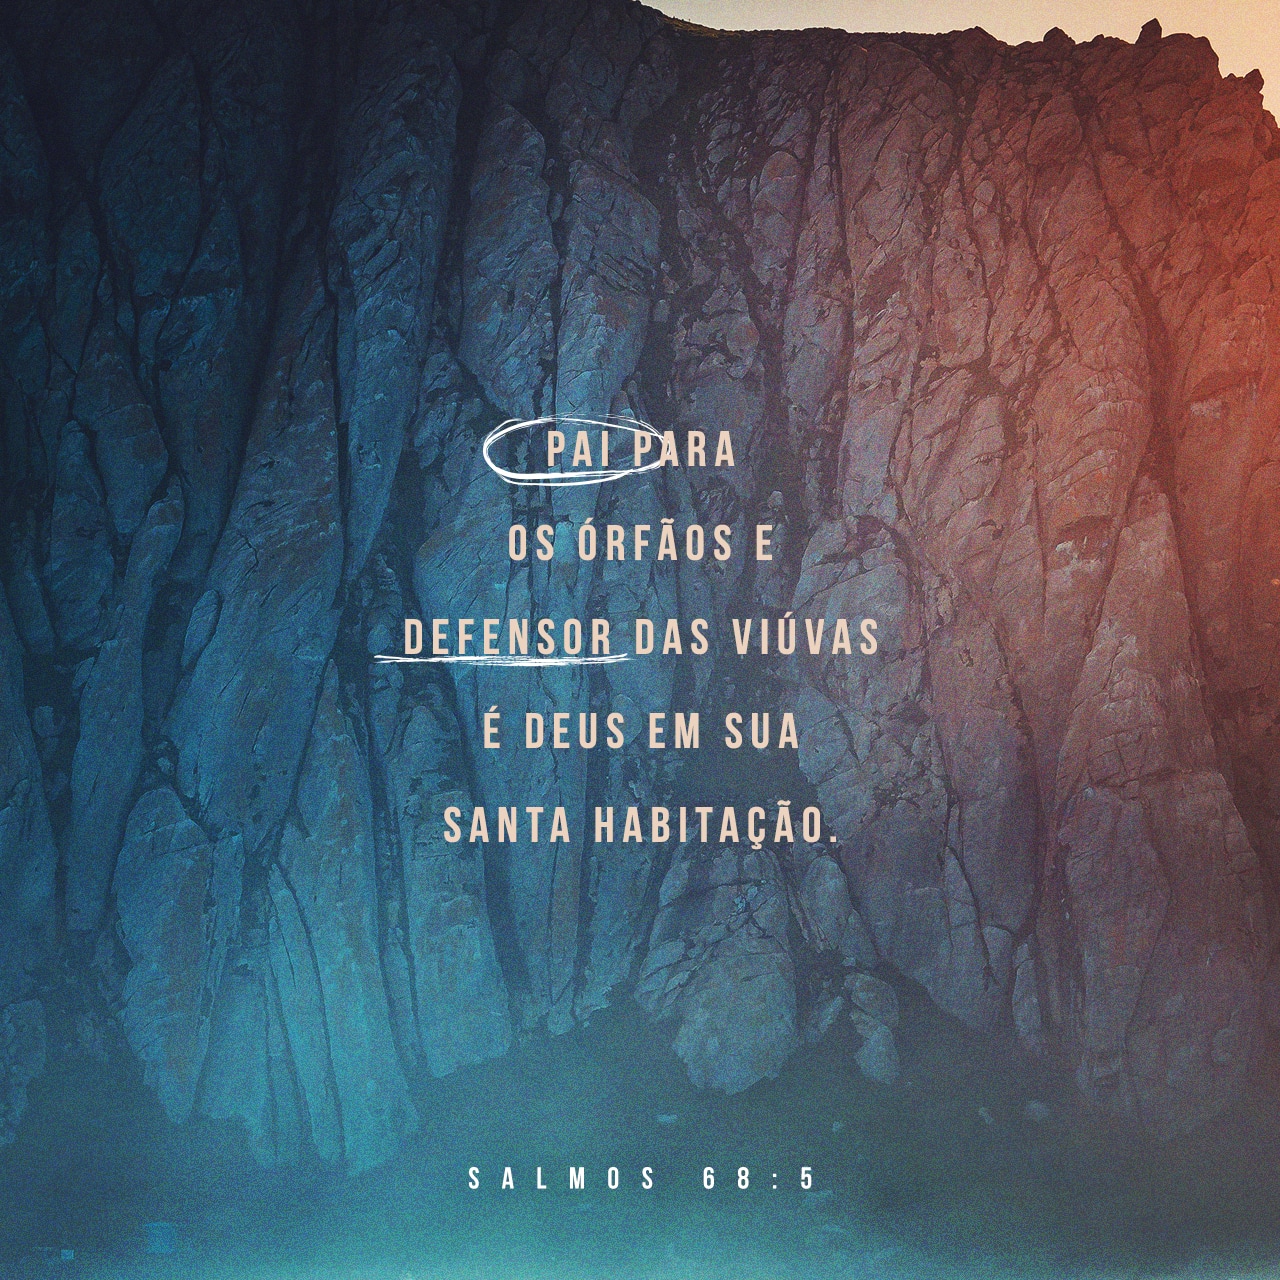 PAI PARA
OS ÓRFÃOS E
DEFENSOR DAS VIÚVAS
É DEUS EM SUA
SANTA HABITAÇÃO.
SALMOS 68:5